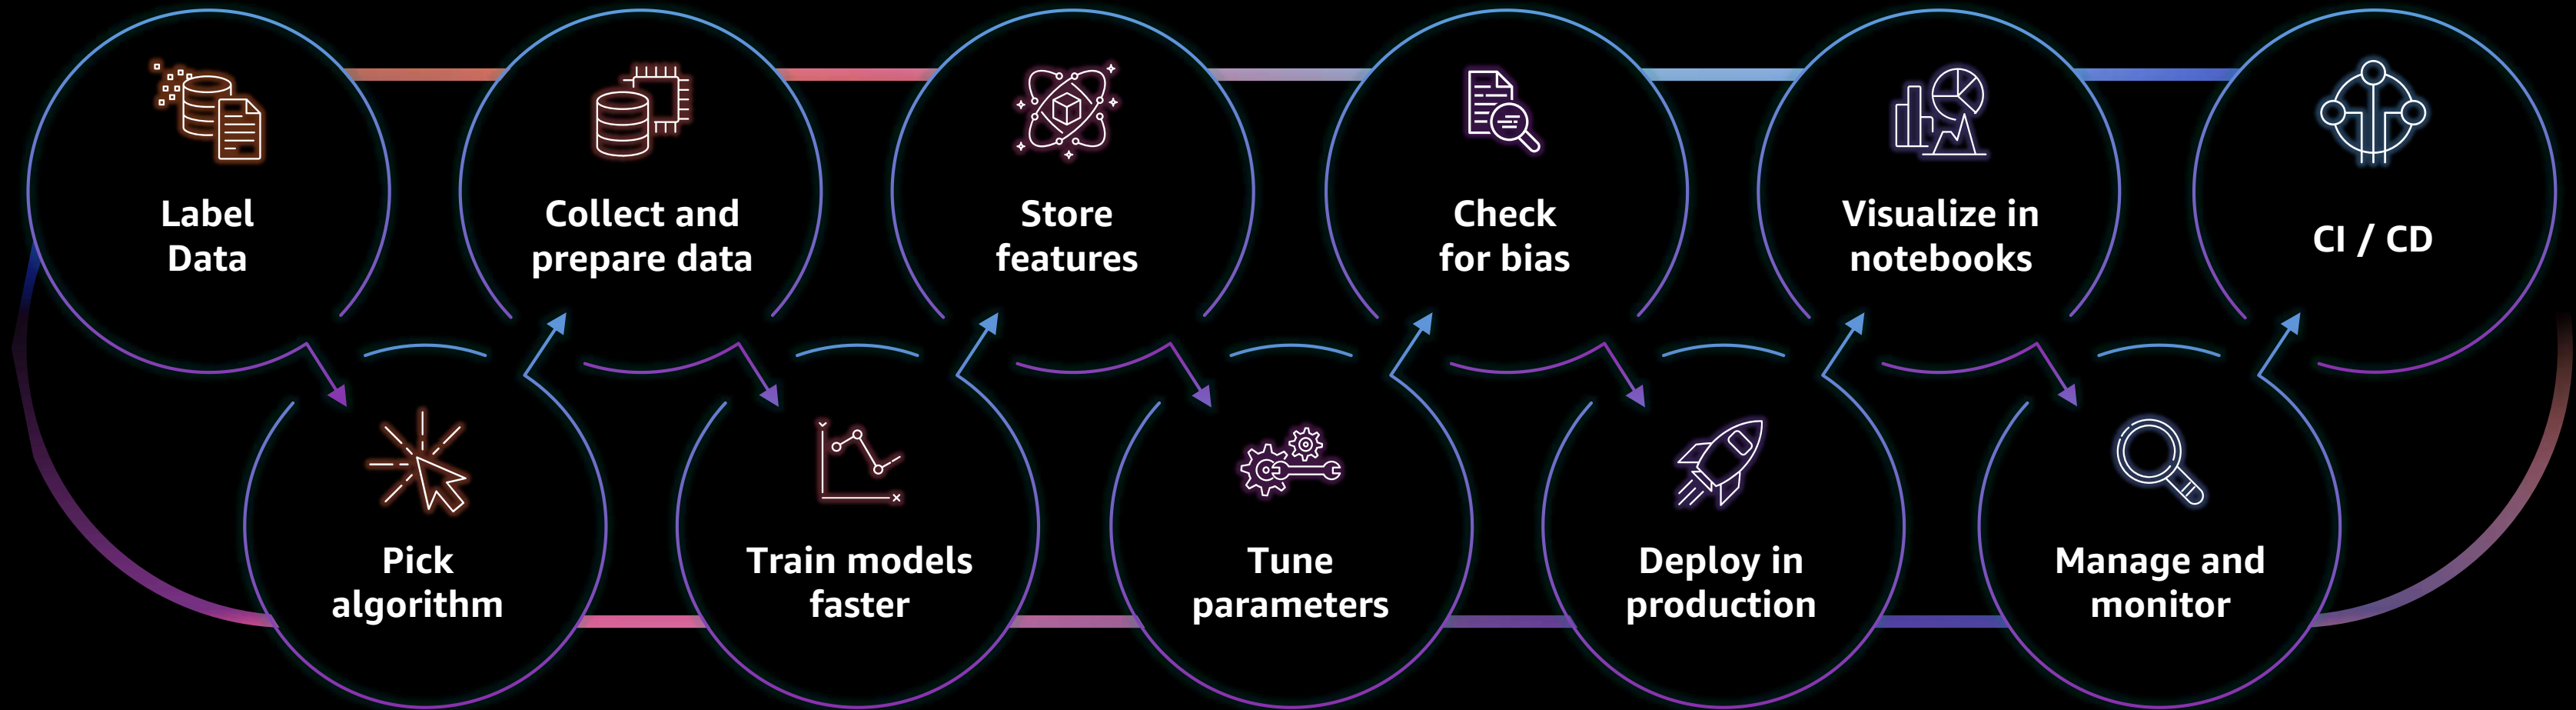 Label
Data
Pick
algorithm
Collect and
prepare data
Train models
faster
Store
features
Tune
parameters
Check
for bias
Deploy in
production
Visualize in
notebooks
Manage and
monitor
CI / CD